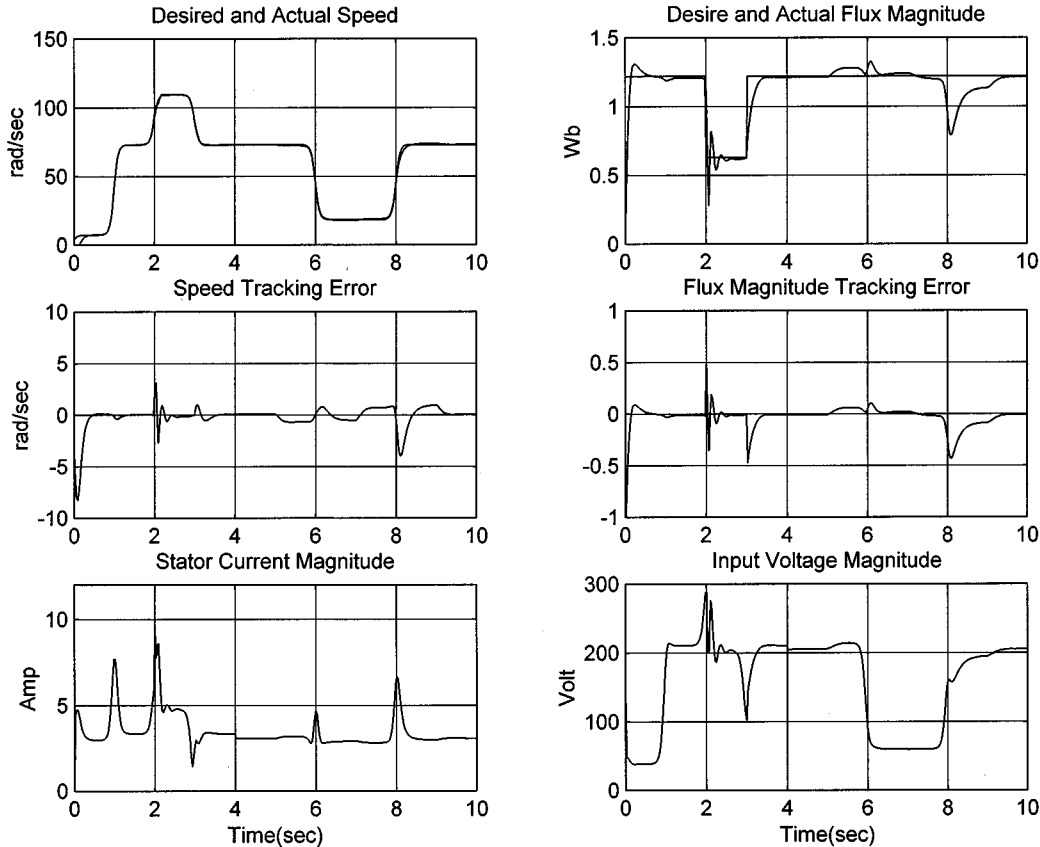 Desired and Actual Speed
150
100
50
0
rad/sec
0 2 4 6 8 10
Desire and Actual Flux Magnitude
1.5
1
0.5
0
Wb
0 2 4 6 8 10
Speed Tracking Error
10
5
0
-5
-10
rad/sec
0 2 4 6 8 10
Flux Magnitude Tracking Error
1
0.5
0
-0.5
-1
0 2 4 6 8 10
Stator Current Magnitude
10
5
0
Amp
0 2 4 6 8 10
Time(sec)
Input Voltage Magnitude
300
200
100
0
Volt
0 2 4 6 8 10
Time(sec)